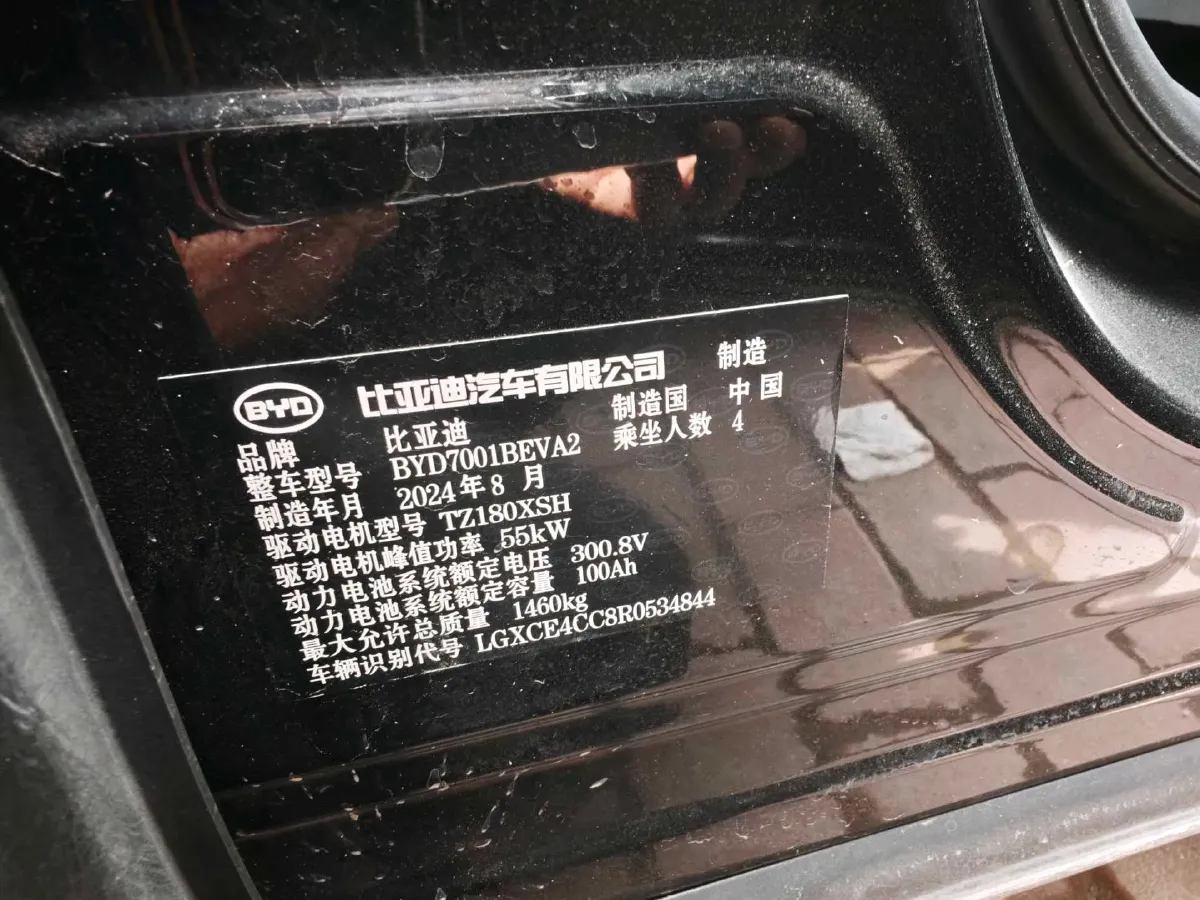 BYD 比亚迪汽车有限公司 制造
品牌 比亚迪 制造国 中国
整车型号 BYD7001BEVA2 乘坐人数 4
制造年月 2024年8月
驱动电机型号 TZ180XSH
驱动电机峰值功率 55kW
动力电池系统额定电压 300.8V
动力电池系统额定容量 100Ah
最大允许总质量 1460kg
车辆识别代号 LGXCE4CC8R0534844